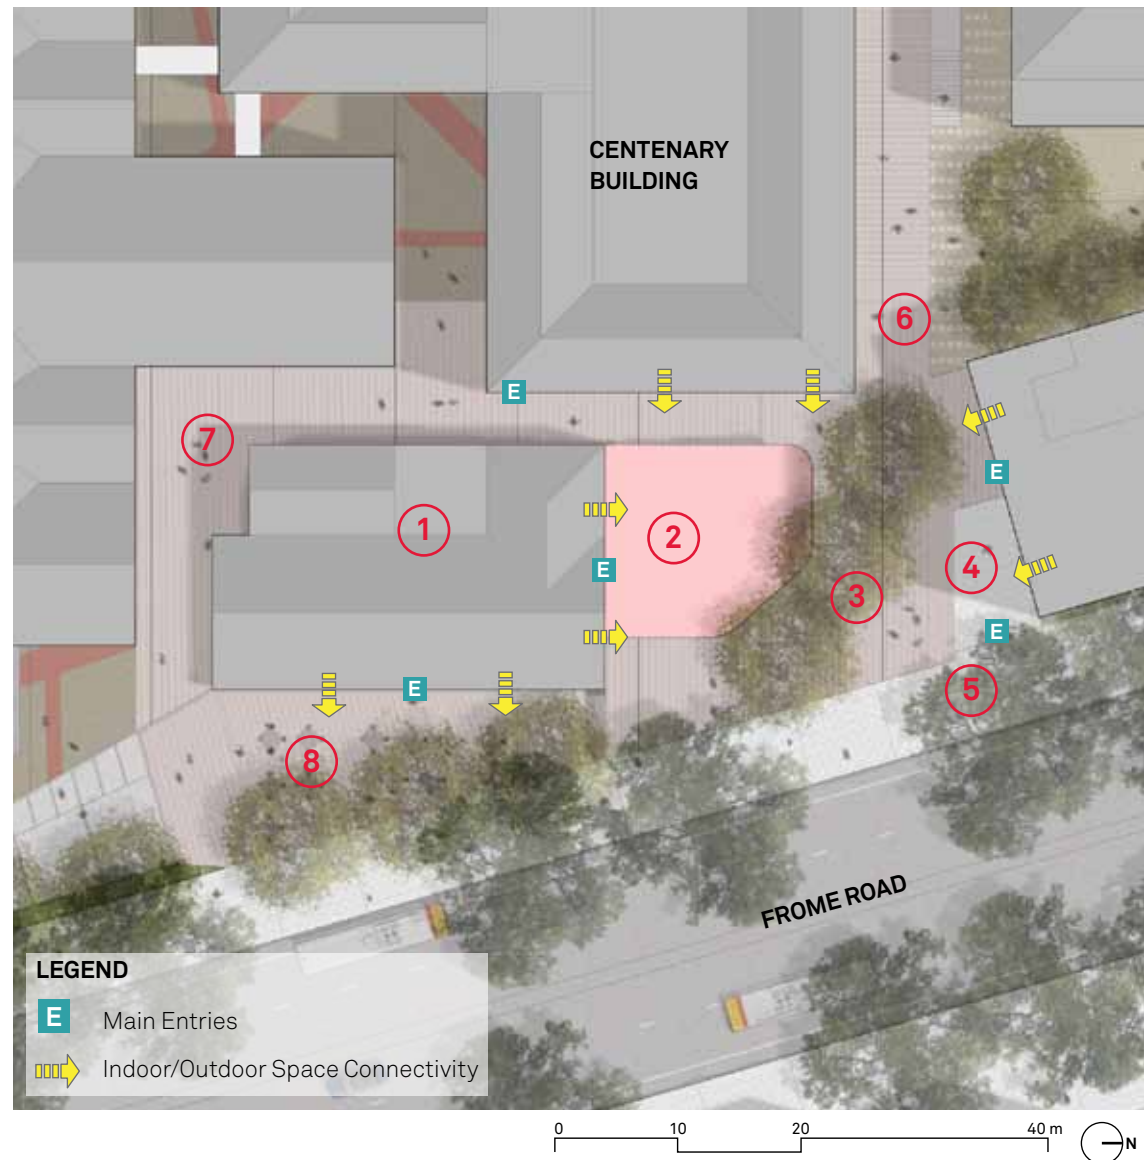 CENTENARY
BUILDING
E
6
7
1
2
E
E
4
3
E
E
5
8
FROME ROAD
LEGEND
E Main Entries
Indoor/Outdoor Space Connectivity
0 10 20 40 m
N